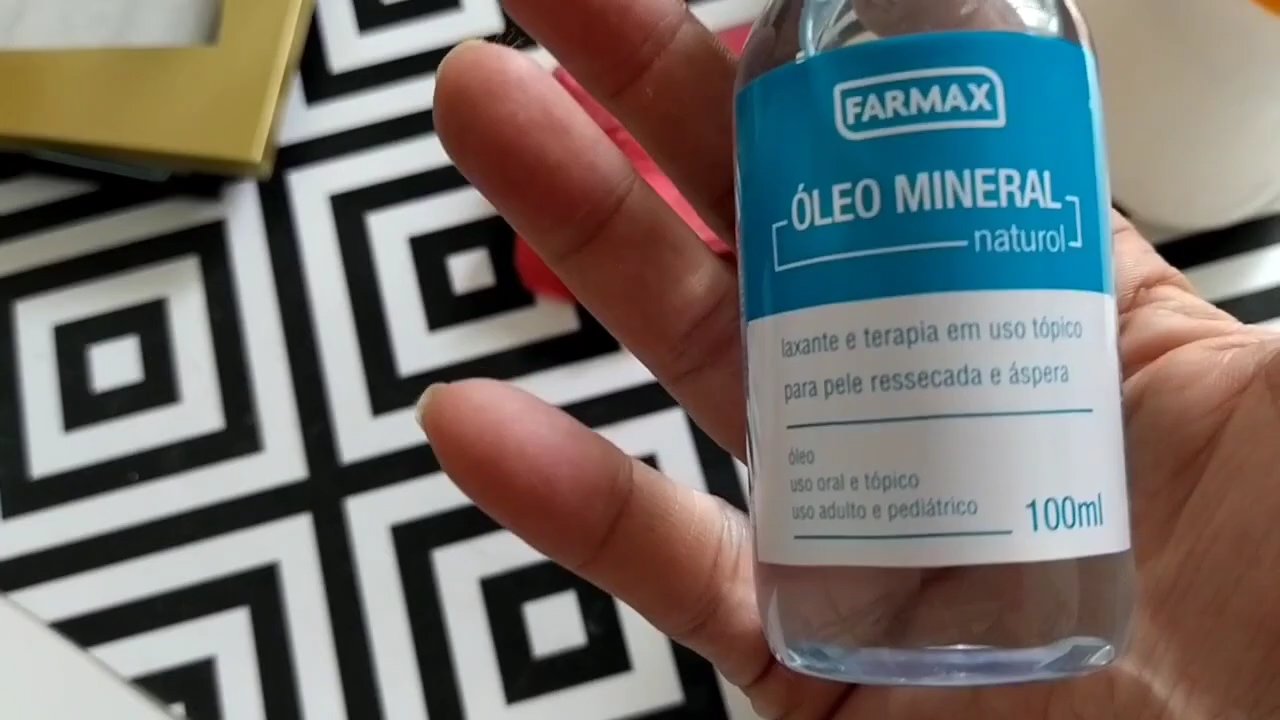 FARMAX
ÓLEO MINERAL
naturol
laxante e terapia em uso tópico
para pele ressecada e áspera
óleo
uso oral e tópico
uso adulto e pediátrico
100ml